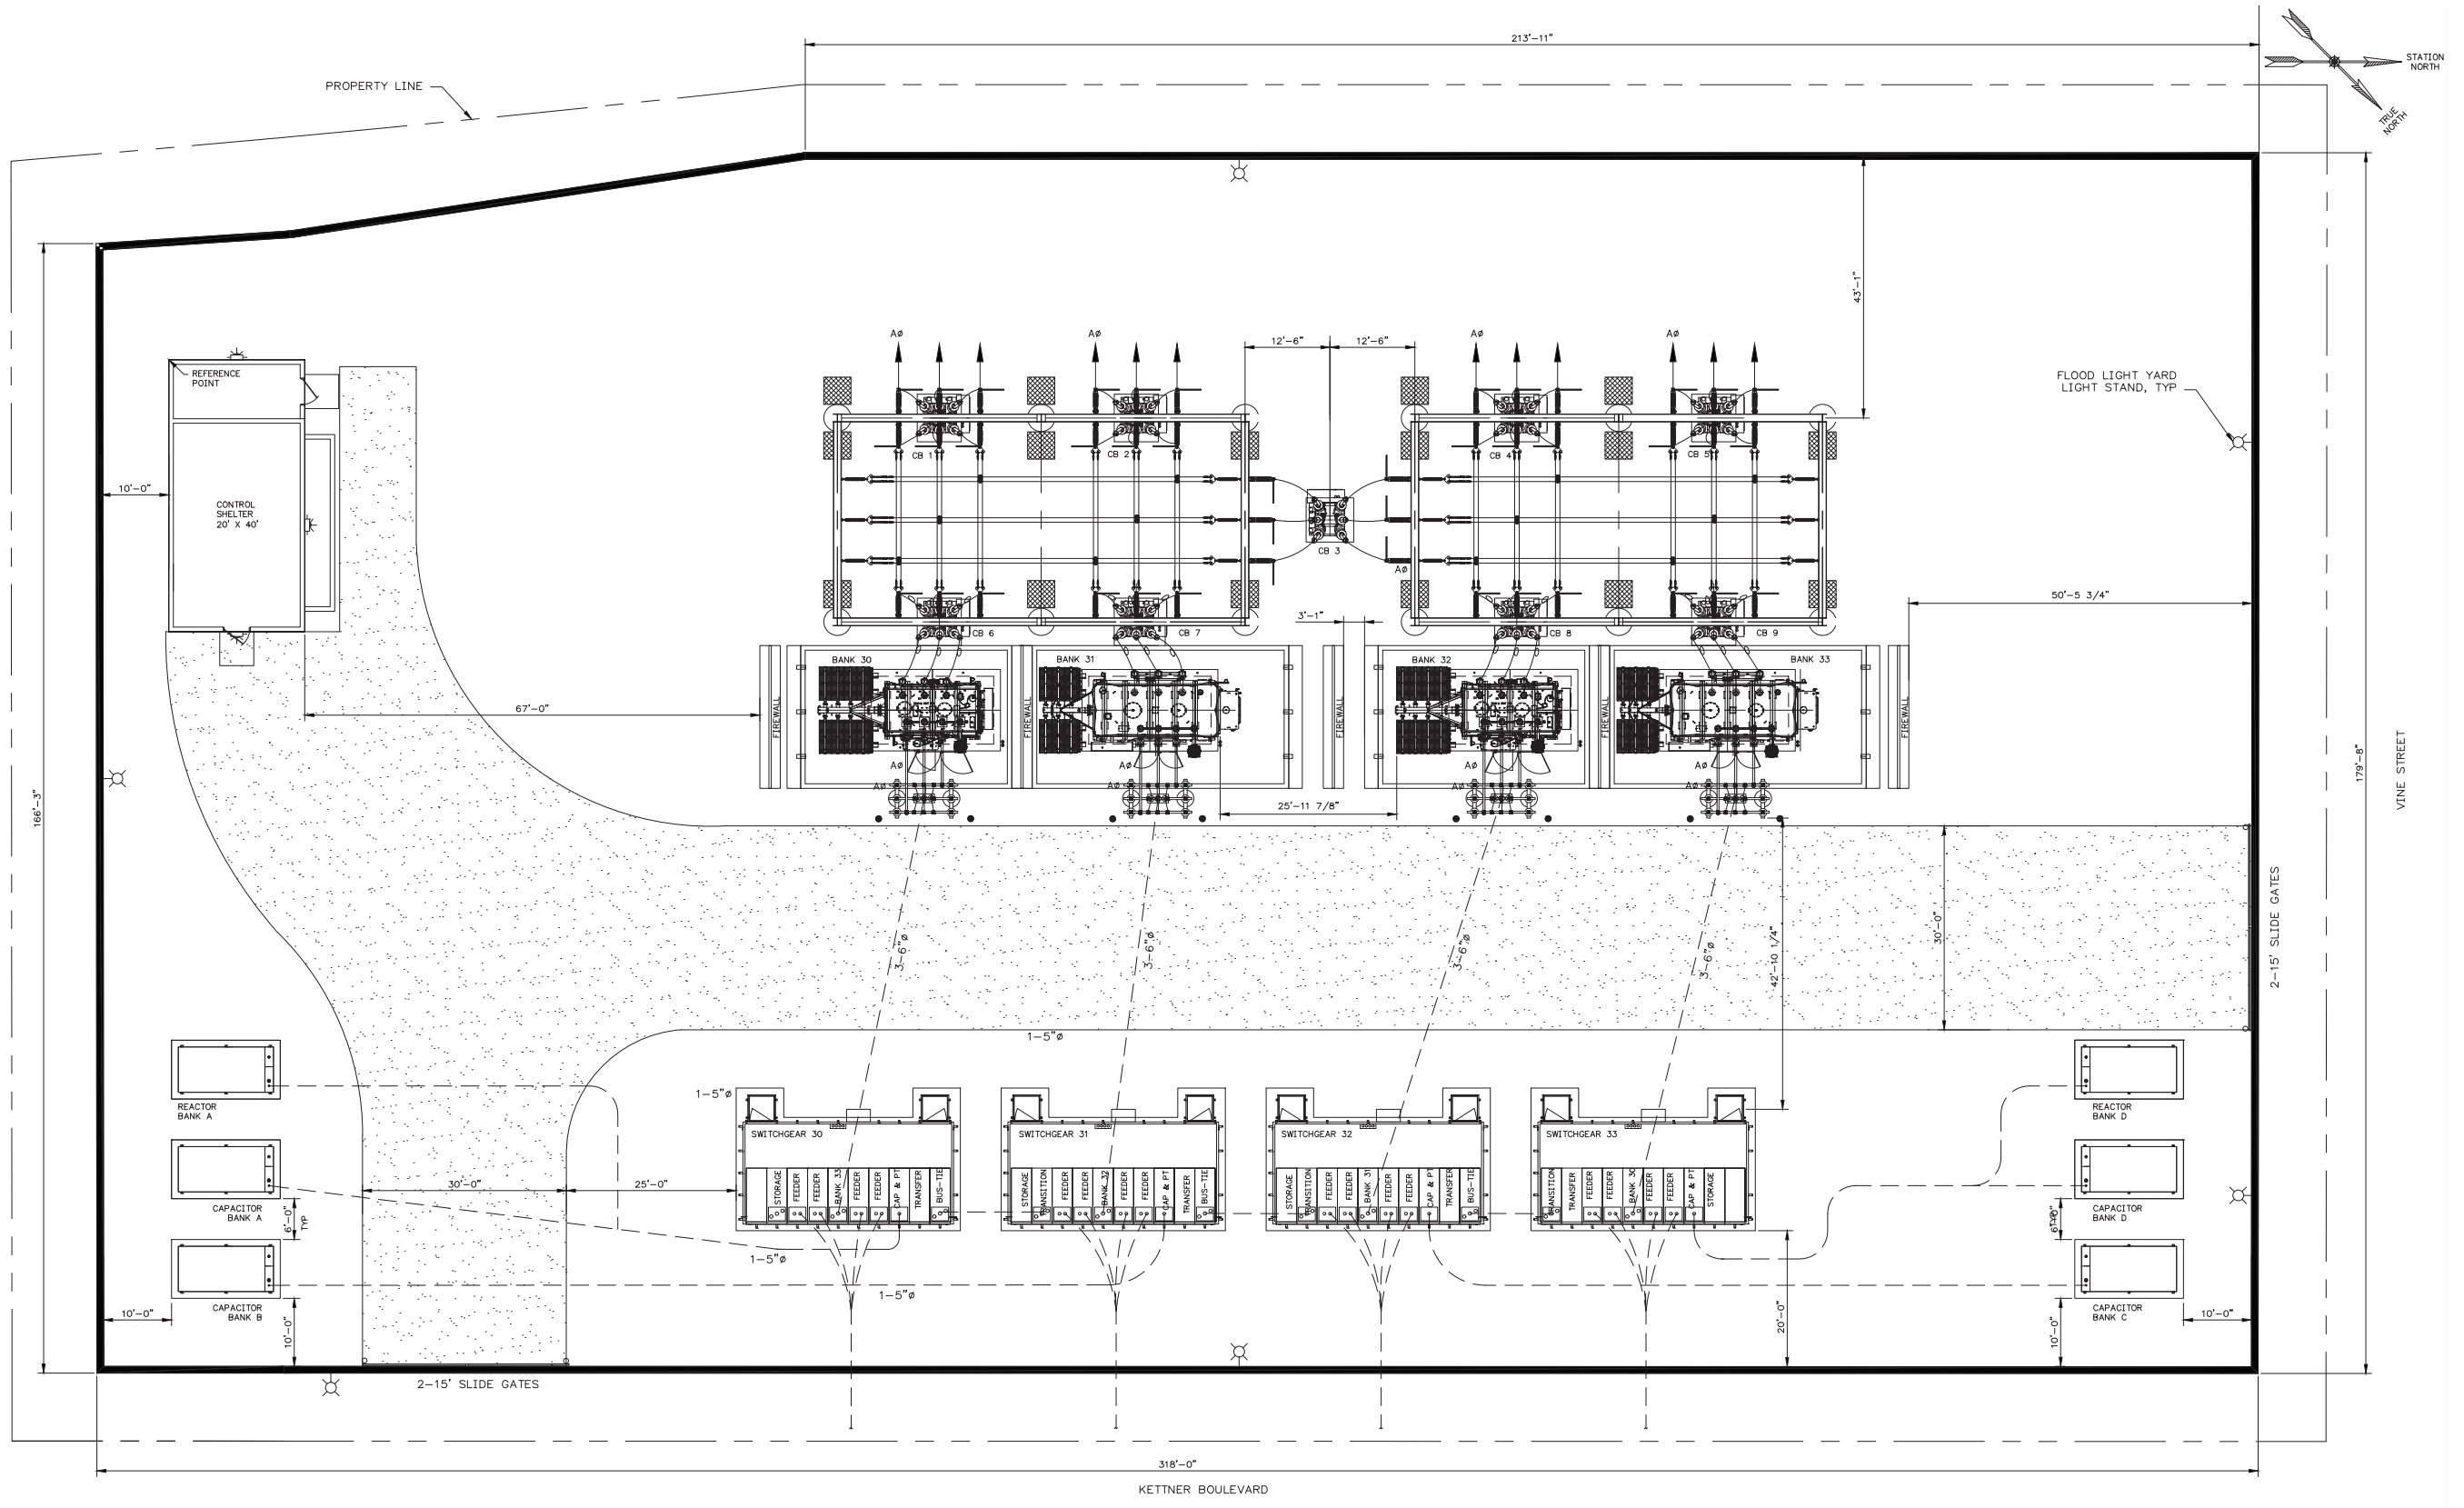 213'-11"
STATION
NORTH
TRUE
NORTH
PROPERTY LINE
43'-1"
AØ
AØ
12'-6"
12'-6"
AØ
AØ
REFERENCE
POINT
FLOOD LIGHT YARD
LIGHT STAND, TYP
CB 1
CB 2
CB 4
CB 5
10'-0"
CONTROL
SHELTER
20' X 40'
CB 3
AØ
50'-5 3/4"
3'-1"
CB 6
CB 7
CB 8
CB 9
BANK 30
BANK 31
BANK 32
BANK 33
67'-0"
FIREWALL
FIREWALL
FIREWALL
FIREWALL
FIREWALL
AØ
AØ
AØ
AØ
AØ
AØ
AØ
AØ
25'-11 7/8"
166'-3"
179'-8"
VINE STREET
2-15' SLIDE GATES
3-6"Ø
3-6"Ø
3-6"Ø
3-6"Ø
42'-10 1/4"
30'-0"
1-5"Ø
1-5"Ø
REACTOR
BANK A
REACTOR
BANK D
SWITCHGEAR 30
STORAGE
FEEDER
FEEDER
BANK 33
FEEDER
FEEDER
CAP & PT
TRANSFER
BUS-TIE
SWITCHGEAR 31
STORAGE
TRANSITION
FEEDER
FEEDER
BANK 32
FEEDER
FEEDER
CAP & PT
TRANSFER
BUS-TIE
SWITCHGEAR 32
STORAGE
TRANSITION
FEEDER
FEEDER
BANK 31
FEEDER
FEEDER
CAP & PT
TRANSFER
BUS-TIE
SWITCHGEAR 33
TRANSITION
TRANSFER
FEEDER
FEEDER
BANK 30
FEEDER
FEEDER
CAP & PT
STORAGE
30'-0"
25'-0"
CAPACITOR
BANK A
6'-0"
TYP
CAPACITOR
BANK D
6'-0"
1-5"Ø
1-5"Ø
CAPACITOR
BANK B
CAPACITOR
BANK C
10'-0"
10'-0"
20'-0"
10'-0"
10'-0"
2-15' SLIDE GATES
318'-0"
KETTNER BOULEVARD